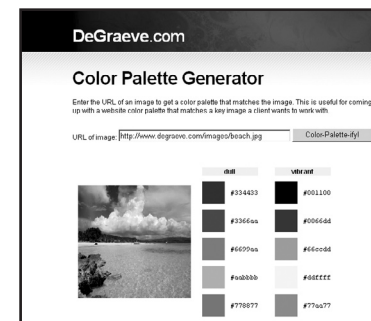 DeGraeve.com
Color Palette Generator
Enter the URL of an image to get a color palette that matches the image. This is useful for coming
up with a website color palette that matches a key image a client wants to work with.
URL of image: http://www.degraeve.com/images/beach.jpg Color-Palette-ify!
dull vibrant
#334433 #001100
#3366aa #0066dd
#6699aa #66ccdd
#aabbbb #ddffff
#778877 #77aa77